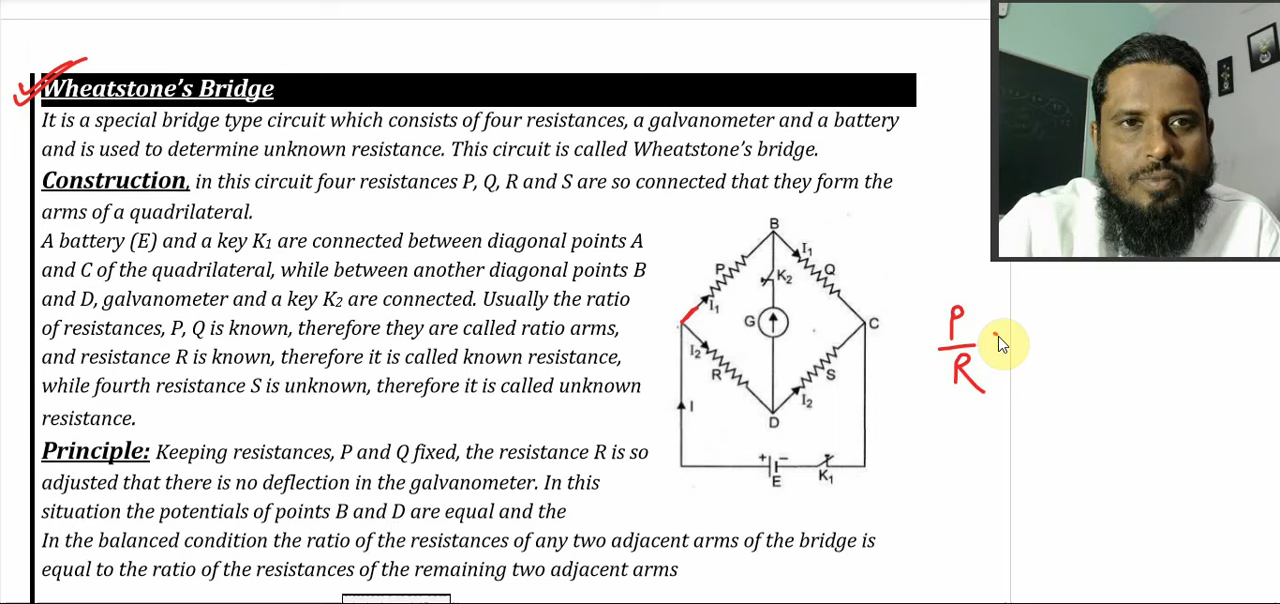 Wheatstone's Bridge
It is a special bridge type circuit which consists of four resistances, a galvanometer and a battery
and is used to determine unknown resistance. This circuit is called Wheatstone's bridge.
Construction, in this circuit four resistances P, Q, R and S are so connected that they form the
arms of a quadrilateral.
A battery (E) and a key K1 are connected between diagonal points A
and C of the quadrilateral, while between another diagonal points B
and D, galvanometer and a key K2 are connected. Usually the ratio
of resistances, P, Q is known, therefore they are called ratio arms,
and resistance R is known, therefore it is called known resistance,
while fourth resistance S is unknown, therefore it is called unknown
resistance.
Principle: Keeping resistances, P and Q fixed, the resistance R is so
adjusted that there is no deflection in the galvanometer. In this
situation the potentials of points B and D are equal and the
In the balanced condition the ratio of the resistances of any two adjacent arms of the bridge is
equal to the ratio of the resistances of the remaining two adjacent arms
B
P
I1
K2
I1
Q
G
C
I2
R
S
I2
D
I
+
−
E
K1
P
R